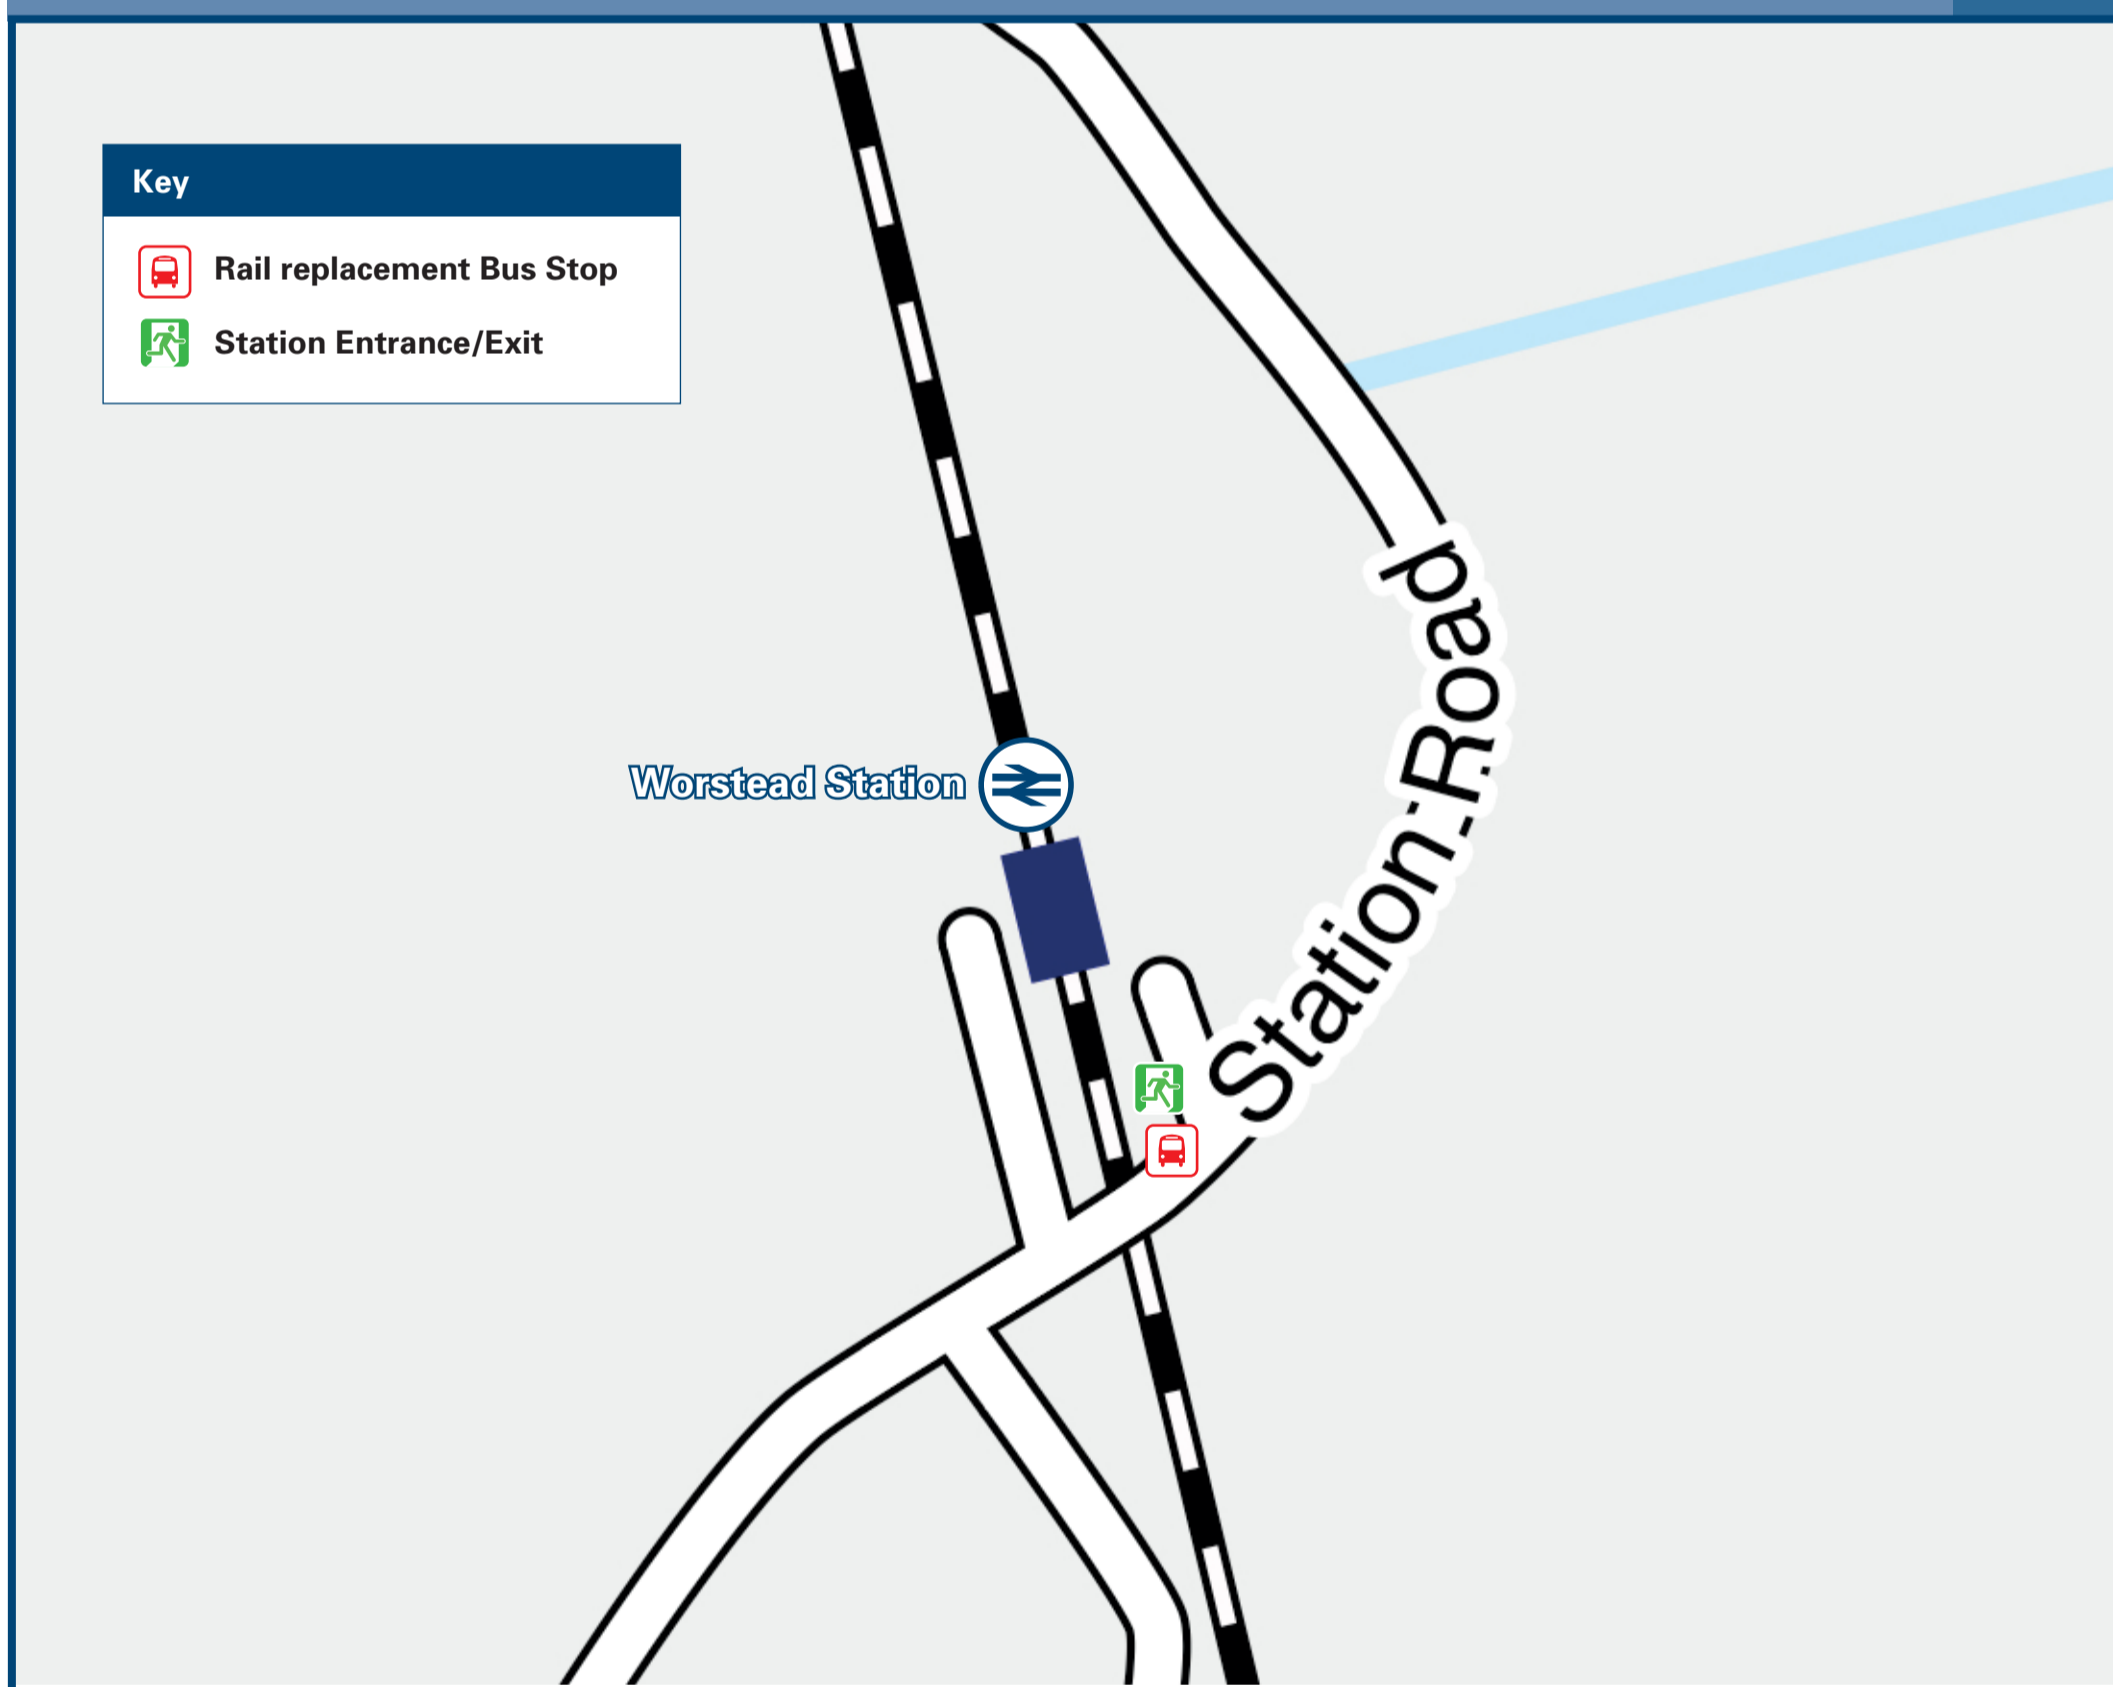 Key
Rail replacement Bus Stop
Station Entrance/Exit
Worstead Station
Station Road